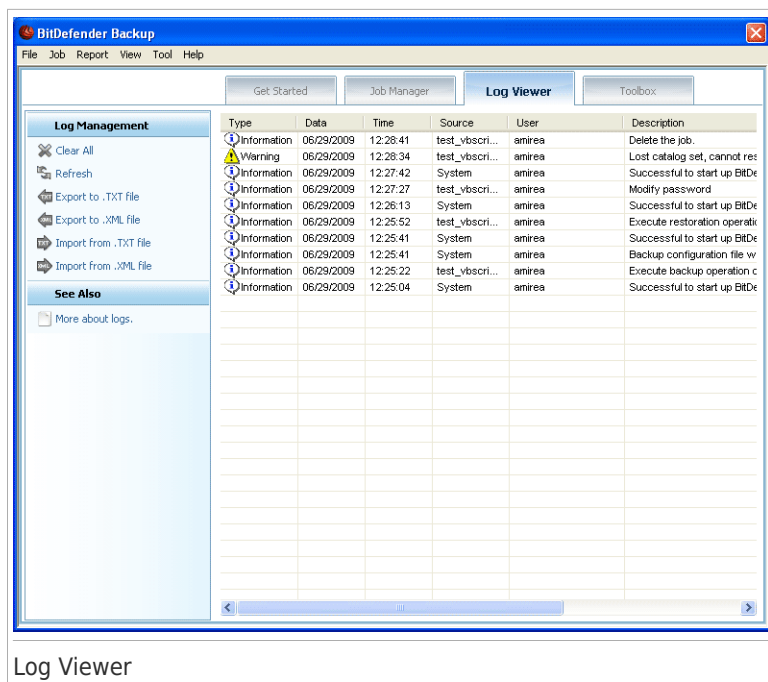 BitDefender Backup
File Job Report View Tool Help
Get Started Job Manager Log Viewer Toolbox
Log Management
Clear All
Refresh
Export to .TXT file
Export to .XML file
Import from .TXT file
Import from .XML file
See Also
More about logs.
Type Data Time Source User Description
Information 06/29/2009 12:28:41 test_vbscri... amirea Delete the job.
Warning 06/29/2009 12:28:34 test_vbscri... amirea Lost catalog set, cannot res
Information 06/29/2009 12:27:42 System amirea Successful to start up BitDe
Information 06/29/2009 12:27:27 test_vbscri... amirea Modify password
Information 06/29/2009 12:26:13 System amirea Successful to start up BitDe
Information 06/29/2009 12:25:52 test_vbscri... amirea Execute restoration operatic
Information 06/29/2009 12:25:41 System amirea Successful to start up BitDe
Information 06/29/2009 12:25:41 System amirea Backup configuration file w
Information 06/29/2009 12:25:22 test_vbscri... amirea Execute backup operation c
Information 06/29/2009 12:25:04 System amirea Successful to start up BitDe
Log Viewer